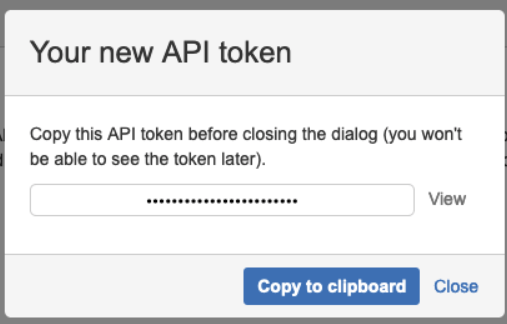 Your new API token
Copy this API token before closing the dialog (you won't
be able to see the token later).
••••••••••••••••••••••••
View
Copy to clipboard
Close